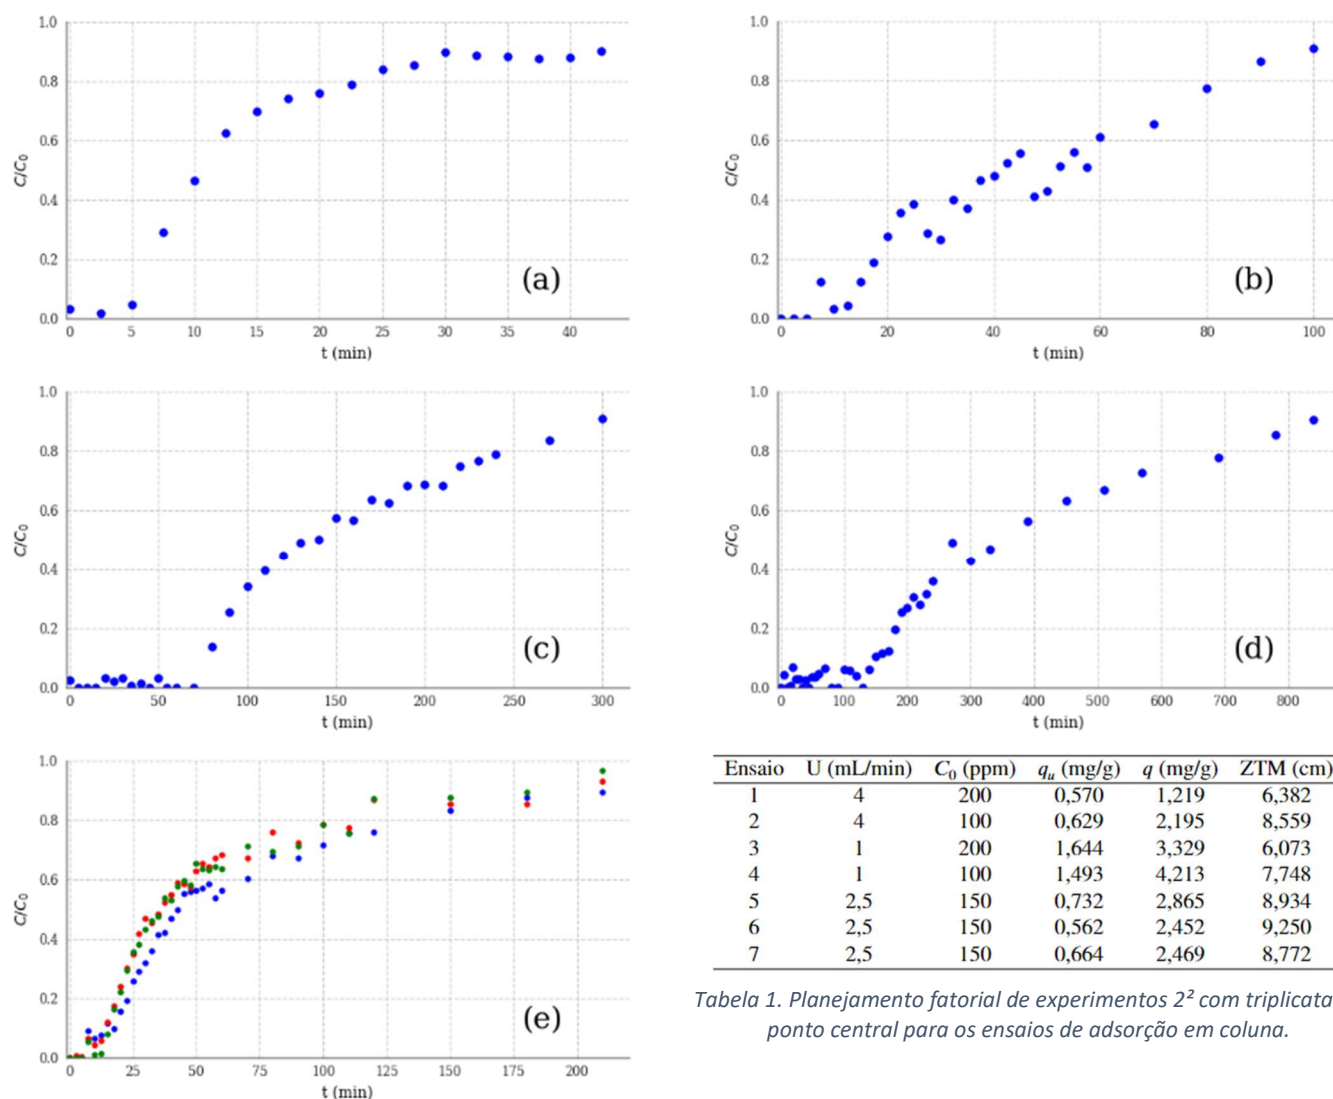 1.0
0.8
0.6
0.4
0.2
0.0
C/C₀
(a)
0 5 10 15 20 25 30 35 40
t (min)
1.0
0.8
0.6
0.4
0.2
0.0
C/C₀
(b)
20 40 60 80 100
t (min)
1.0
0.8
0.6
0.4
0.2
0.0
C/C₀
(c)
0 50 100 150 200 250 300
t (min)
1.0
0.8
0.6
0.4
0.2
0.0
C/C₀
(d)
0 100 200 300 400 500 600 700 800
t (min)
1.0
0.8
0.6
0.4
0.2
0.0
C/C₀
(e)
0 25 50 75 100 125 150 175 200
t (min)
Ensaio U (mL/min) C₀ (ppm) qᵤ (mg/g) q (mg/g) ZTM (cm)
1 4 200 0,570 1,219 6,382
2 4 100 0,629 2,195 8,559
3 1 200 1,644 3,329 6,073
4 1 100 1,493 4,213 7,748
5 2,5 150 0,732 2,865 8,934
6 2,5 150 0,562 2,452 9,250
7 2,5 150 0,664 2,469 8,772
Tabela 1. Planejamento fatorial de experimentos 2² com triplicata
ponto central para os ensaios de adsorção em coluna.